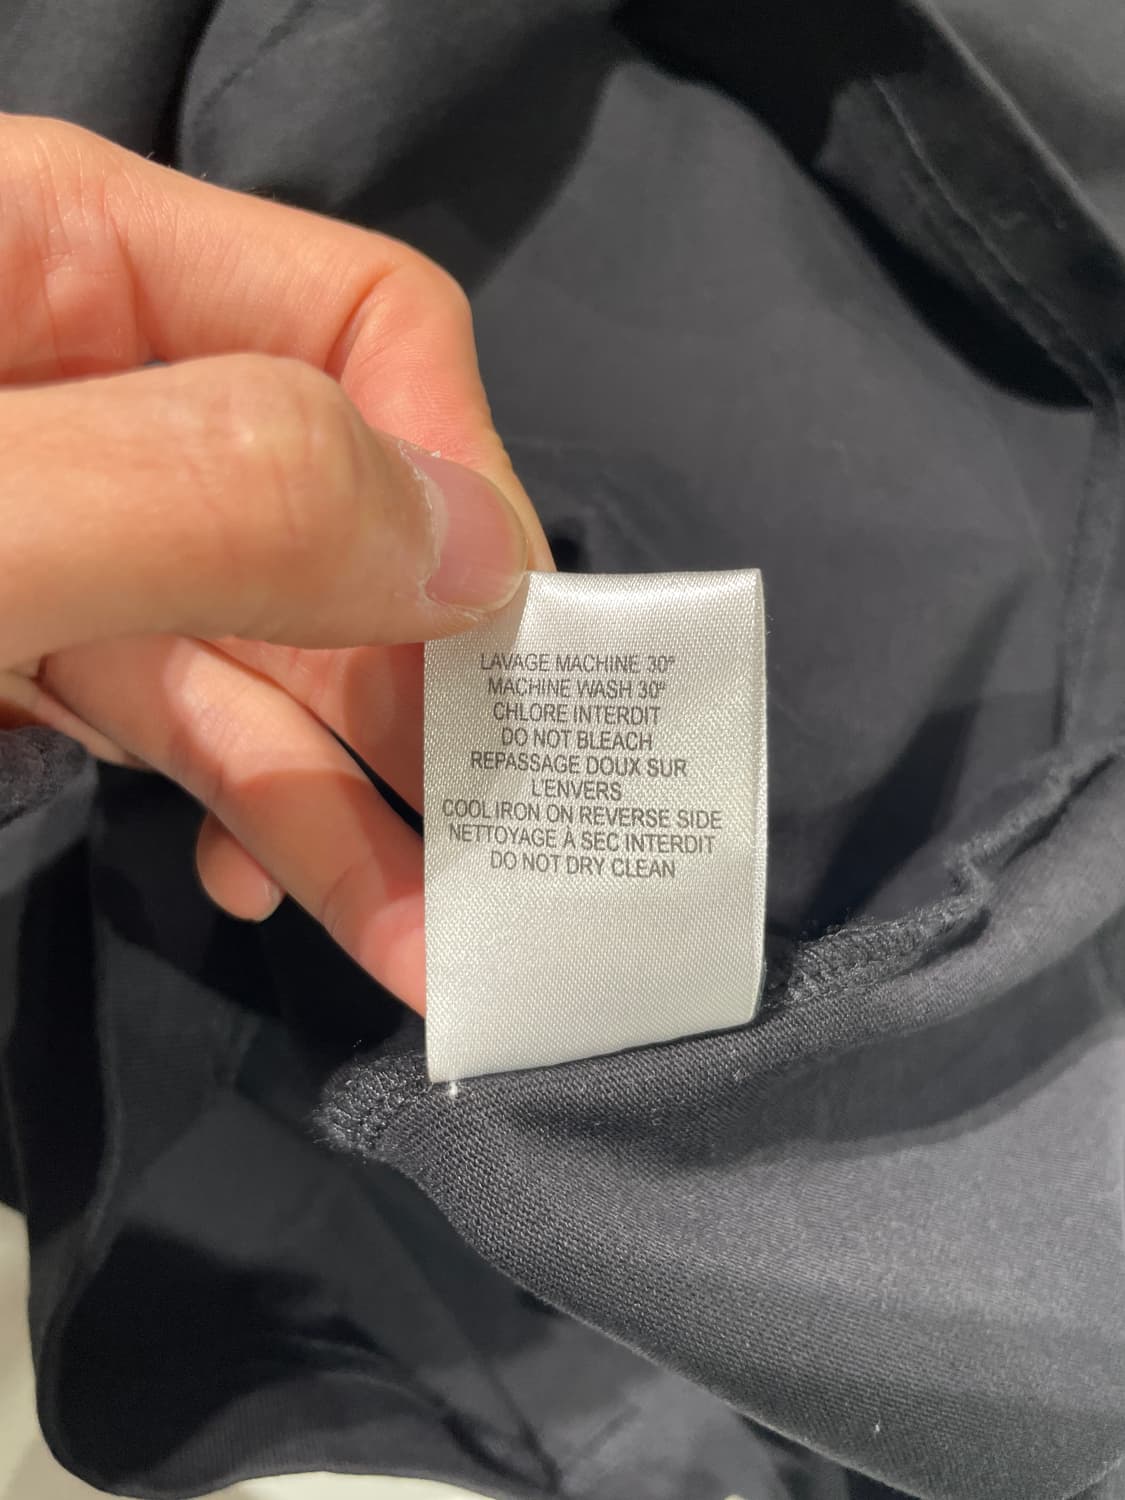 LAVAGE MACHINE 30°
MACHINE WASH 30°
CHLORE INTERDIT
DO NOT BLEACH
REPASSAGE DOUX SUR
L'ENVERS
COOL IRON ON REVERSE SIDE
NETTOYAGE À SEC INTERDIT
DO NOT DRY CLEAN